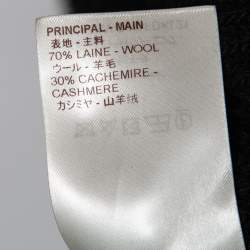 PRINCIPAL - MAIN
表地 - 主料
70% LAINE - WOOL
ウール - 羊毛
30% CACHEMIRE -
CASHMERE
カシミヤ - 山羊绒